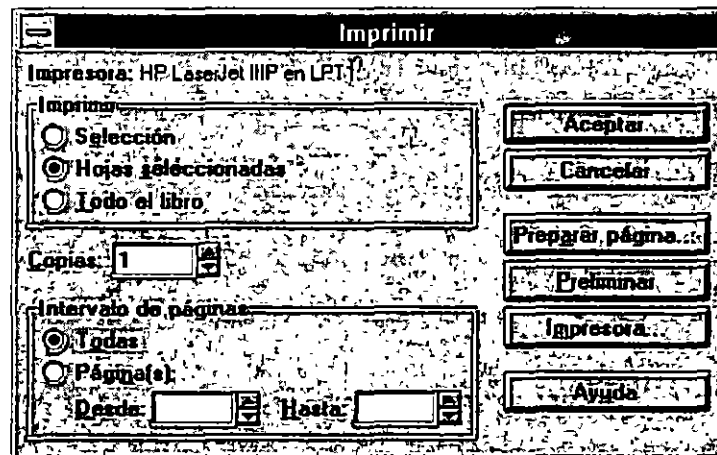 Imprimir
Impresora: HP LaserJet IIIP en LPT1:
Imprimir
Selección
Hojas seleccionadas
Todo el libro
Copias: 1
Intervalo de páginas
Todas
Página(s)
Desde: Hasta:
Aceptar
Cancelar
Preparar página...
Preliminar
Impresora...
Ayuda